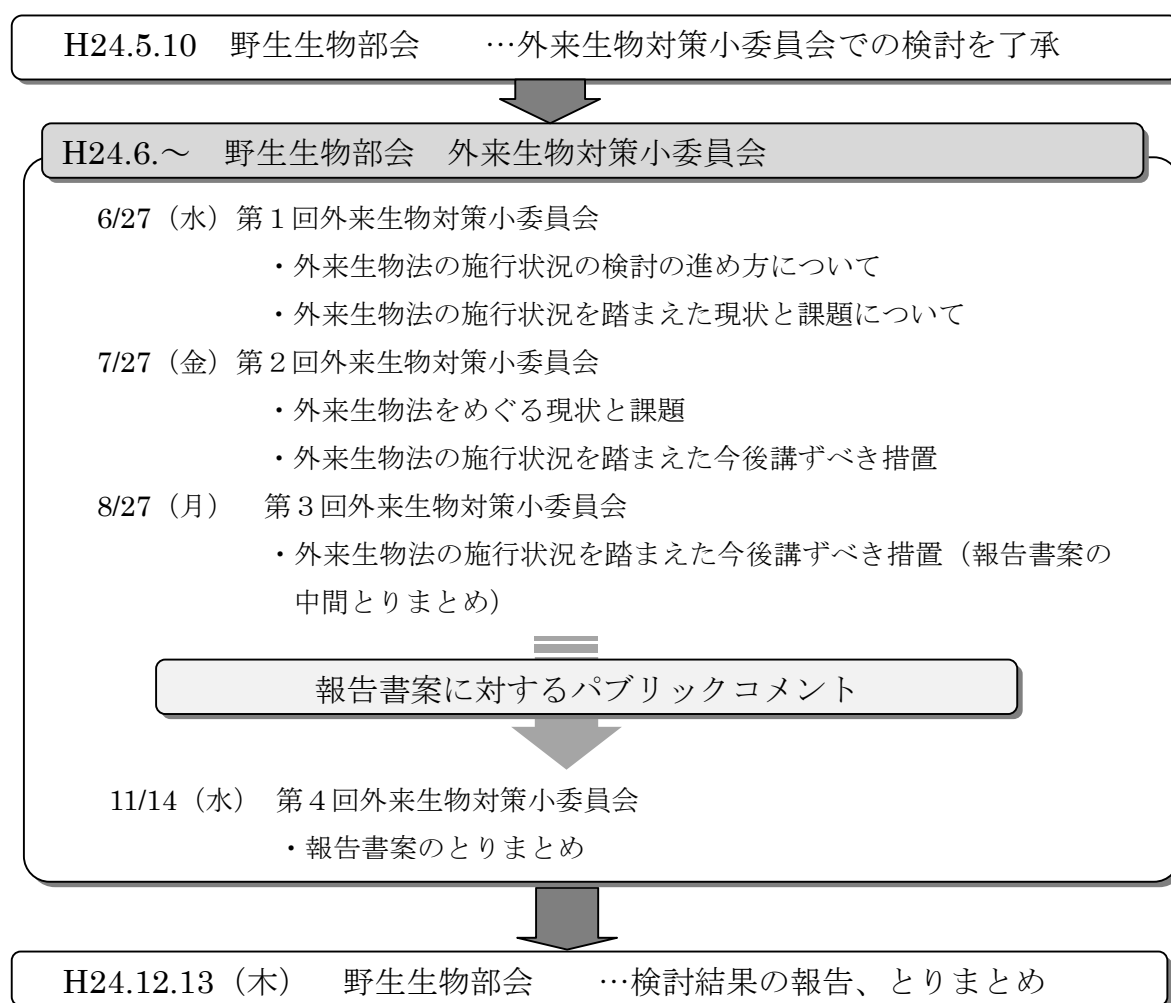 H24.5.10　野生生物部会　　…外来生物対策小委員会での検討を了承
H24.6.～　野生生物部会　外来生物対策小委員会
6/27（水）第１回外来生物対策小委員会
・外来生物法の施行状況の検討の進め方について
・外来生物法の施行状況を踏まえた現状と課題について
7/27（金）第２回外来生物対策小委員会
・外来生物法をめぐる現状と課題
・外来生物法の施行状況を踏まえた今後講ずべき措置
8/27（月）　第３回外来生物対策小委員会
・外来生物法の施行状況を踏まえた今後講ずべき措置（報告書案の
中間とりまとめ）
報告書案に対するパブリックコメント
11/14（水）　第４回外来生物対策小委員会
・報告書案のとりまとめ
H24.12.13（木）　　野生生物部会　　…検討結果の報告、とりまとめ